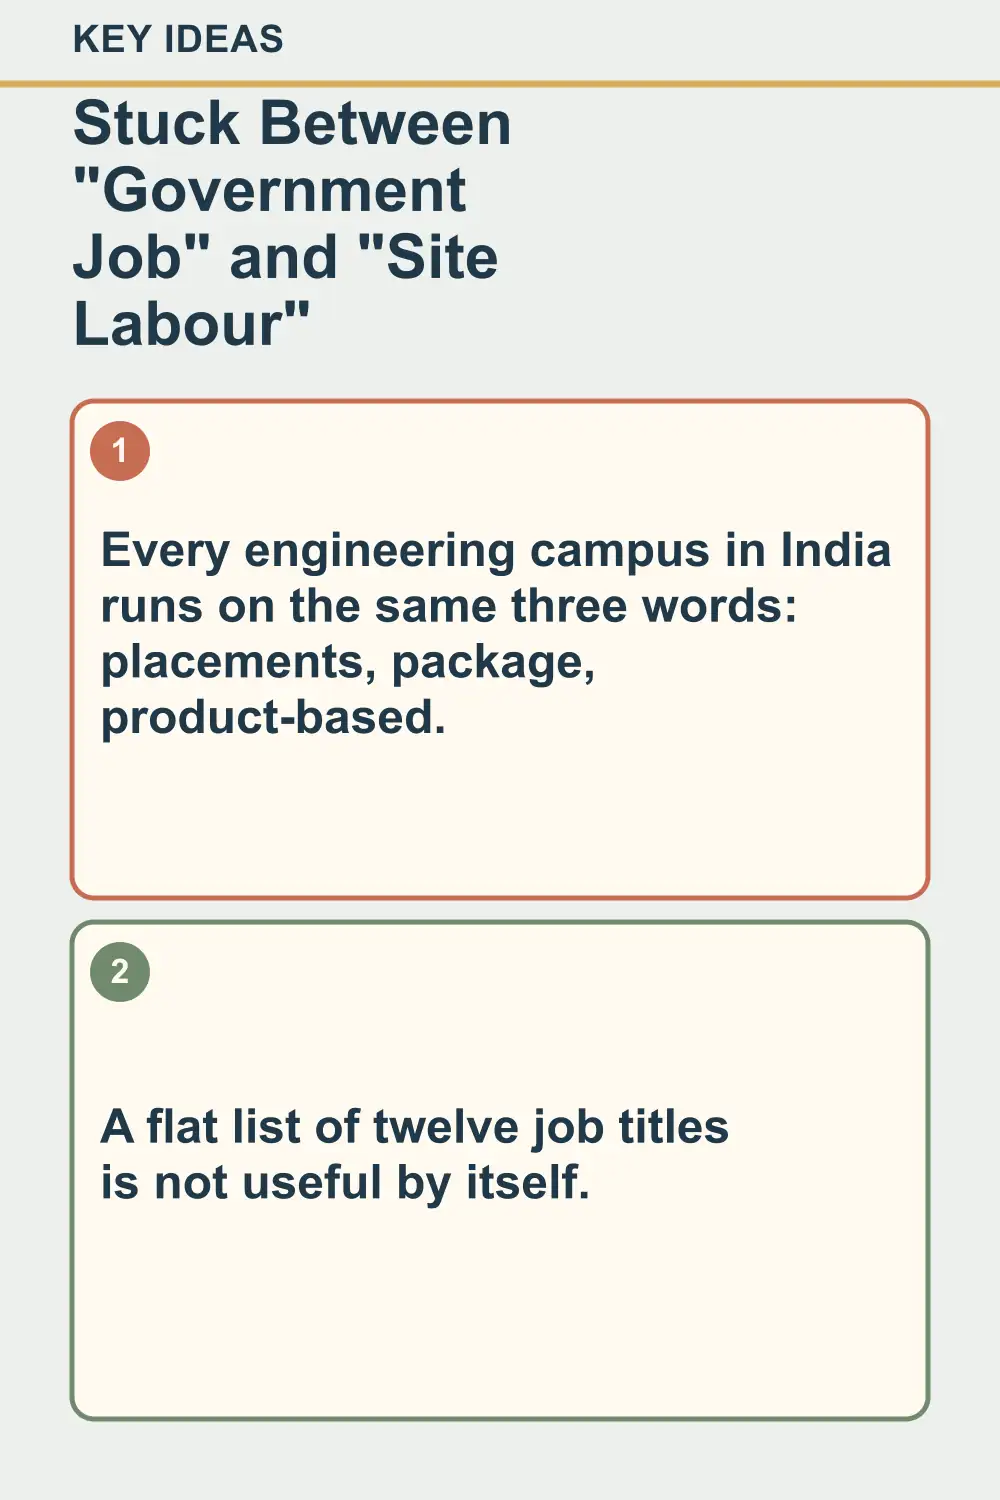 KEY IDEAS
Stuck Between
"Government
Job" and "Site
Labour"
1
Every engineering campus in India
runs on the same three words:
placements, package,
product-based.
2
A flat list of twelve job titles
is not useful by itself.